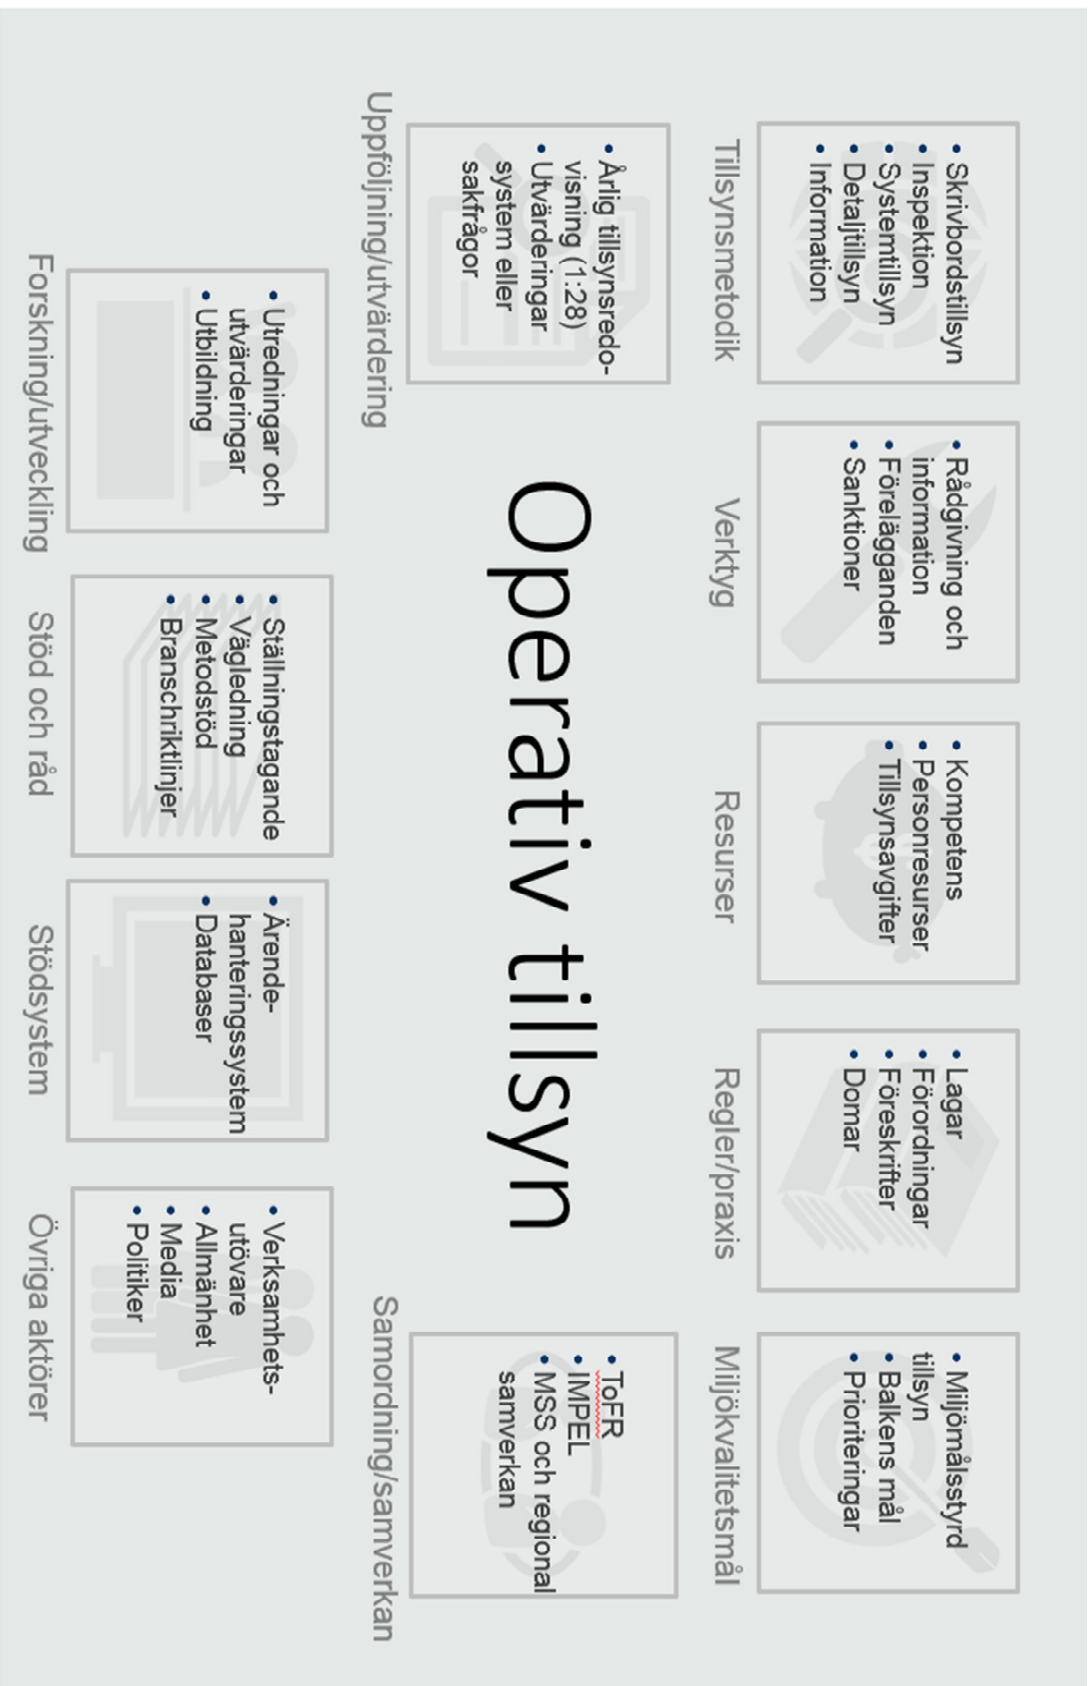 • Skrivbordstillsyn
• Inspektion
• Systemtillsyn
• Detaljtillsyn
• Information
Tillsynsmetodik
• Rådgivning och
information
• Förelägganden
• Sanktioner
Verktyg
• Kompetens
• Personresurser
• Tillsynsavgifter
Resurser
• Lagar
• Förordningar
• Föreskrifter
• Domar
Regler/praxis
• Miljömålsstyrd
tillsyn
• Balkens mål
• Prioriteringar
Miljökvalitetsmål
• Årlig tillsynsredo-
visning (1:28)
• Utvärderingar
system eller
sakfrågor
Uppföljning/utvärdering
Operativ tillsyn
• ToFR
• IMPEL
• MSS och regional
samverkan
Samordning/samverkan
• Utredningar och
utvärderingar
• Utbildning
Forskning/utveckling
• Ställningstagande
• Vägledning
• Metodstöd
• Branschriktlinjer
Stöd och råd
• Ärende-
hanteringssystem
• Databaser
Stödsystem
• Verksamhets-
utövare
• Allmänhet
• Media
• Politiker
Övriga aktörer